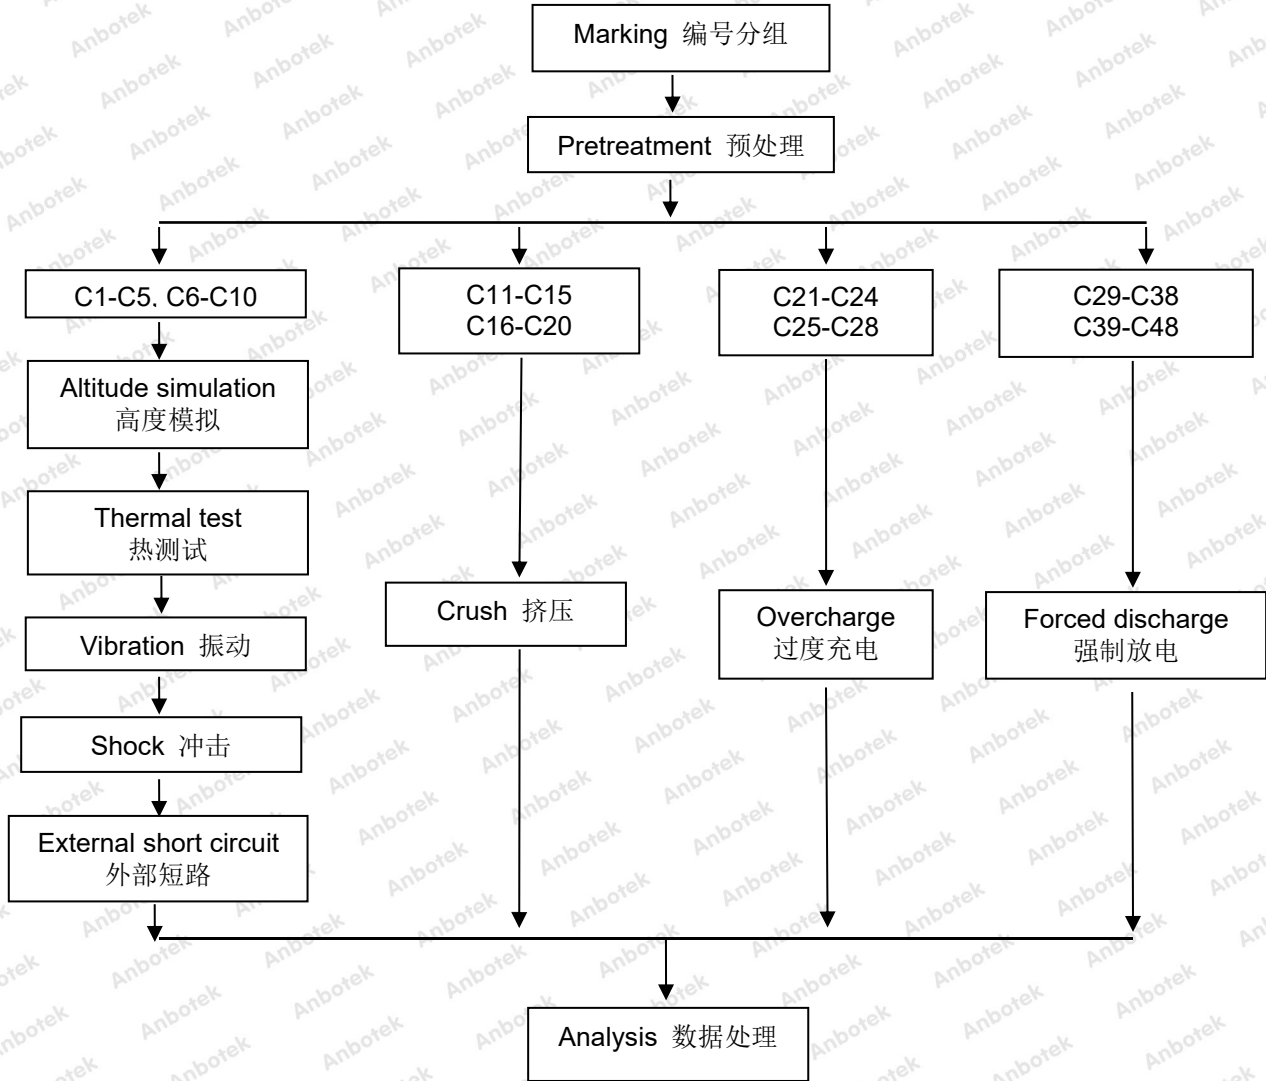 Marking 编号分组
Pretreatment 预处理
C1-C5, C6-C10
C11-C15
C16-C20
C21-C24
C25-C28
C29-C38
C39-C48
Altitude simulation
高度模拟
Thermal test
热测试
Vibration 振动
Shock 冲击
External short circuit
外部短路
Crush 挤压
Overcharge
过度充电
Forced discharge
强制放电
Analysis 数据处理
Anbotek